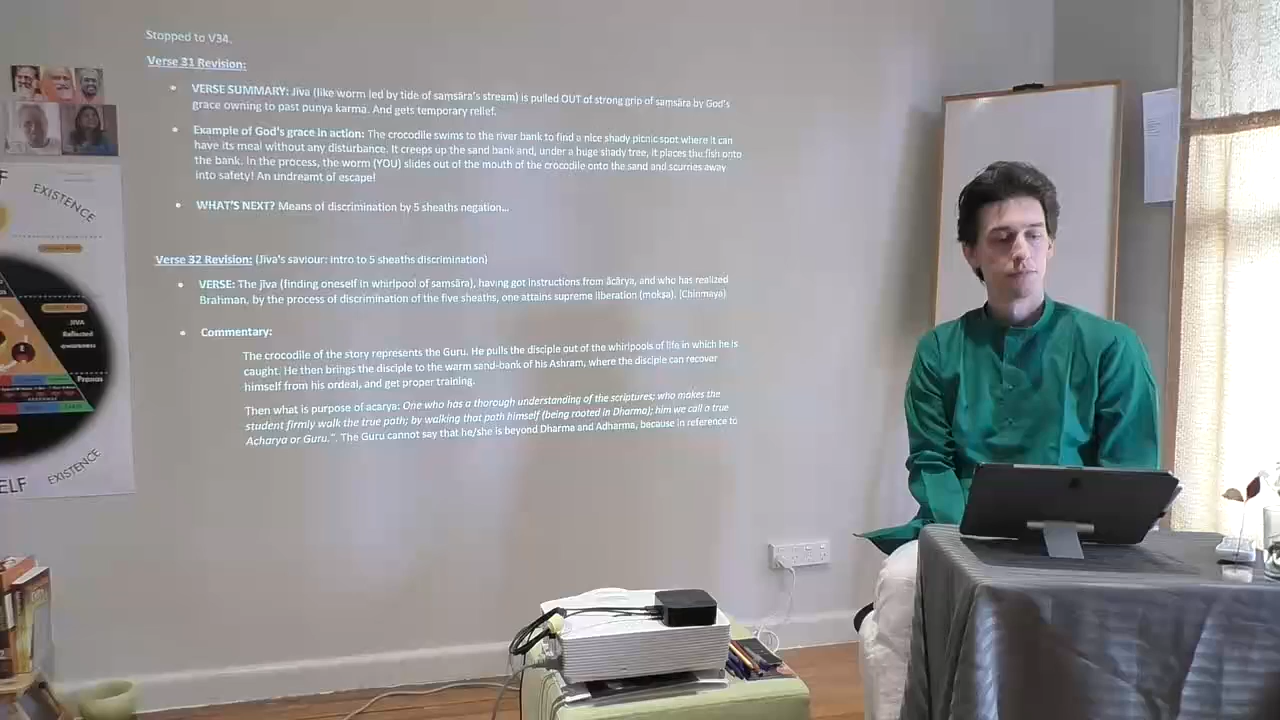 Stopped to V34.
Verse 31 Revision:
• VERSE SUMMARY: Jīva (like worm led by tide of saṃsāra's stream) is pulled OUT of strong grip of saṃsāra by God's
grace owning to past punya karma. And gets temporary relief.
• Example of God's grace in action: The crocodile swims to the river bank to find a nice shady picnic spot where it can
have its meal without any disturbance. It creeps up the sand bank and, under a huge shady tree, it places the fish onto
the bank. In the process, the worm (YOU) slides out of the mouth of the crocodile onto the sand and scurries away
into safety! An undreamt of escape!
• WHAT'S NEXT? Means of discrimination by 5 sheaths negation...
Verse 32 Revision: (Jīva's saviour: intro to 5 sheaths discrimination)
• VERSE: The jīva (finding oneself in whirlpool of saṃsāra), having got instructions from ācārya, and who has realized
Brahman, by the process of discrimination of the five sheaths, one attains supreme liberation (mokṣa). [Chinmaya]
• Commentary:
The crocodile of the story represents the Guru. He pulls the disciple out of the whirlpools of life in which he is
caught. He then brings the disciple to the warm sand-bank of his Ashram, where the disciple can recover
himself from his ordeal, and get proper training.
Then what is purpose of acarya: One who has a thorough understanding of the scriptures; who makes the
student firmly walk the true path; by walking that path himself (being rooted in Dharma); him we call a true
Acharya or Guru.". The Guru cannot say that he/she is beyond Dharma and Adharma, because in reference to
EXISTENCE
JIVA
Reflected
Pranas
ELF
EXISTENCE